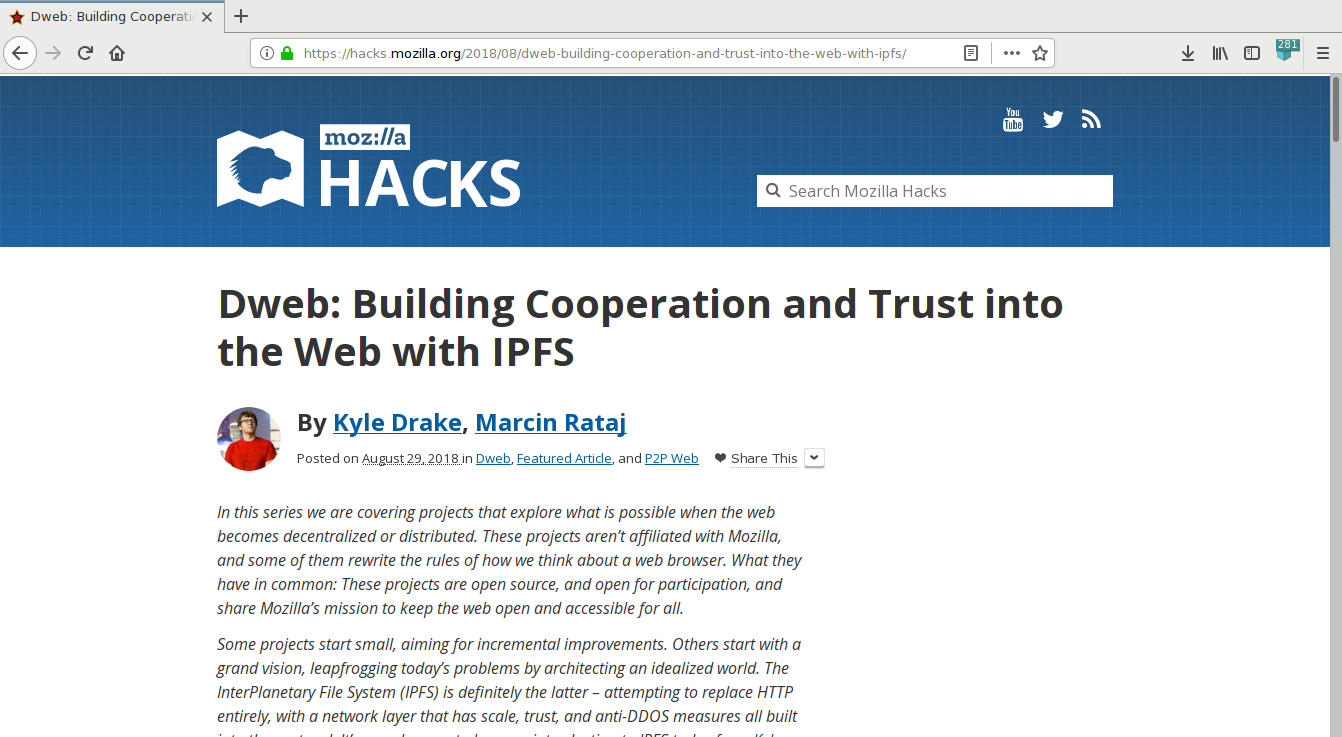 Dweb: Building Cooperati
281
https://hacks.mozilla.org/2018/08/dweb-building-cooperation-and-trust-into-the-web-with-ipfs/
You
Tube
moz://a
HACKS
Search Mozilla Hacks
Dweb: Building Cooperation and Trust into
the Web with IPFS
By Kyle Drake, Marcin Rataj
Posted on August 29, 2018 in Dweb, Featured Article, and P2P Web Share This
In this series we are covering projects that explore what is possible when the web
becomes decentralized or distributed. These projects aren’t affiliated with Mozilla,
and some of them rewrite the rules of how we think about a web browser. What they
have in common: These projects are open source, and open for participation, and
share Mozilla’s mission to keep the web open and accessible for all.
Some projects start small, aiming for incremental improvements. Others start with a
grand vision, leapfrogging today’s problems by architecting an idealized world. The
InterPlanetary File System (IPFS) is definitely the latter – attempting to replace HTTP
entirely, with a network layer that has scale, trust, and anti-DDOS measures all built